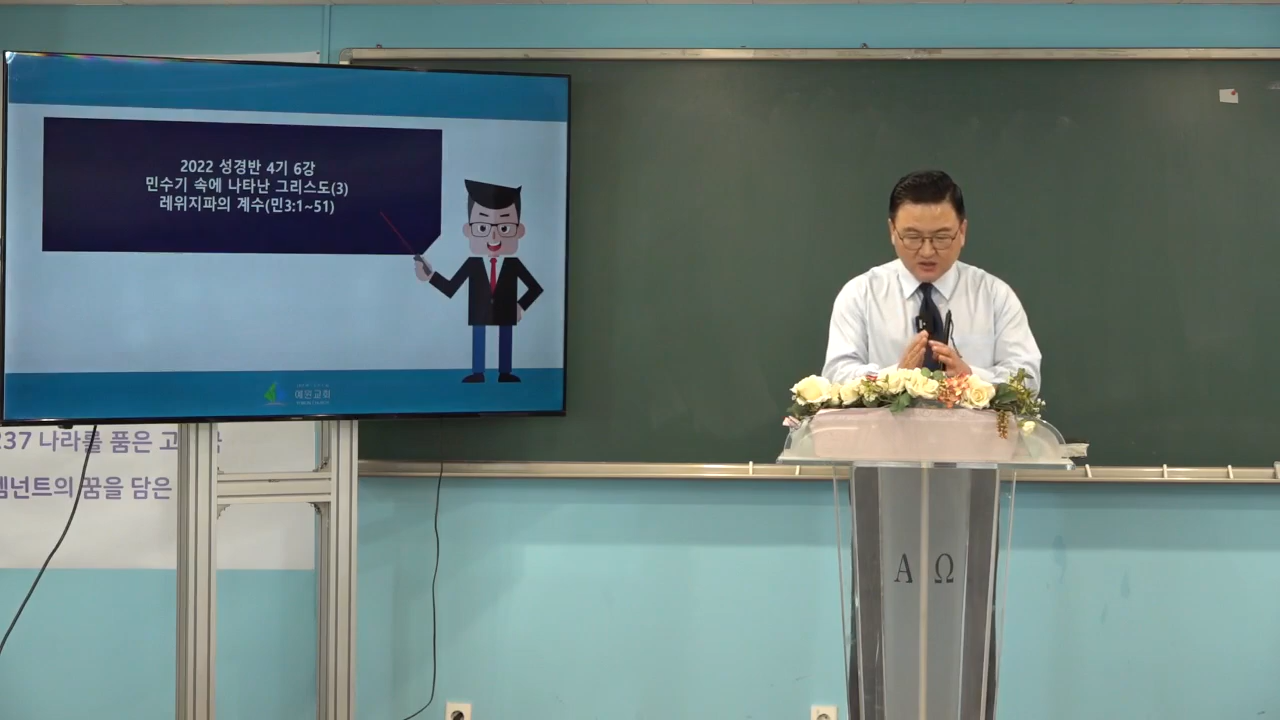 2022 성경반 4기 6강
민수기 속에 나타난 그리스도(3)
레위지파의 계수(민3:1~51)
예원교회
237 나라를 품은
넌트의 꿈을 담은
Α Ω